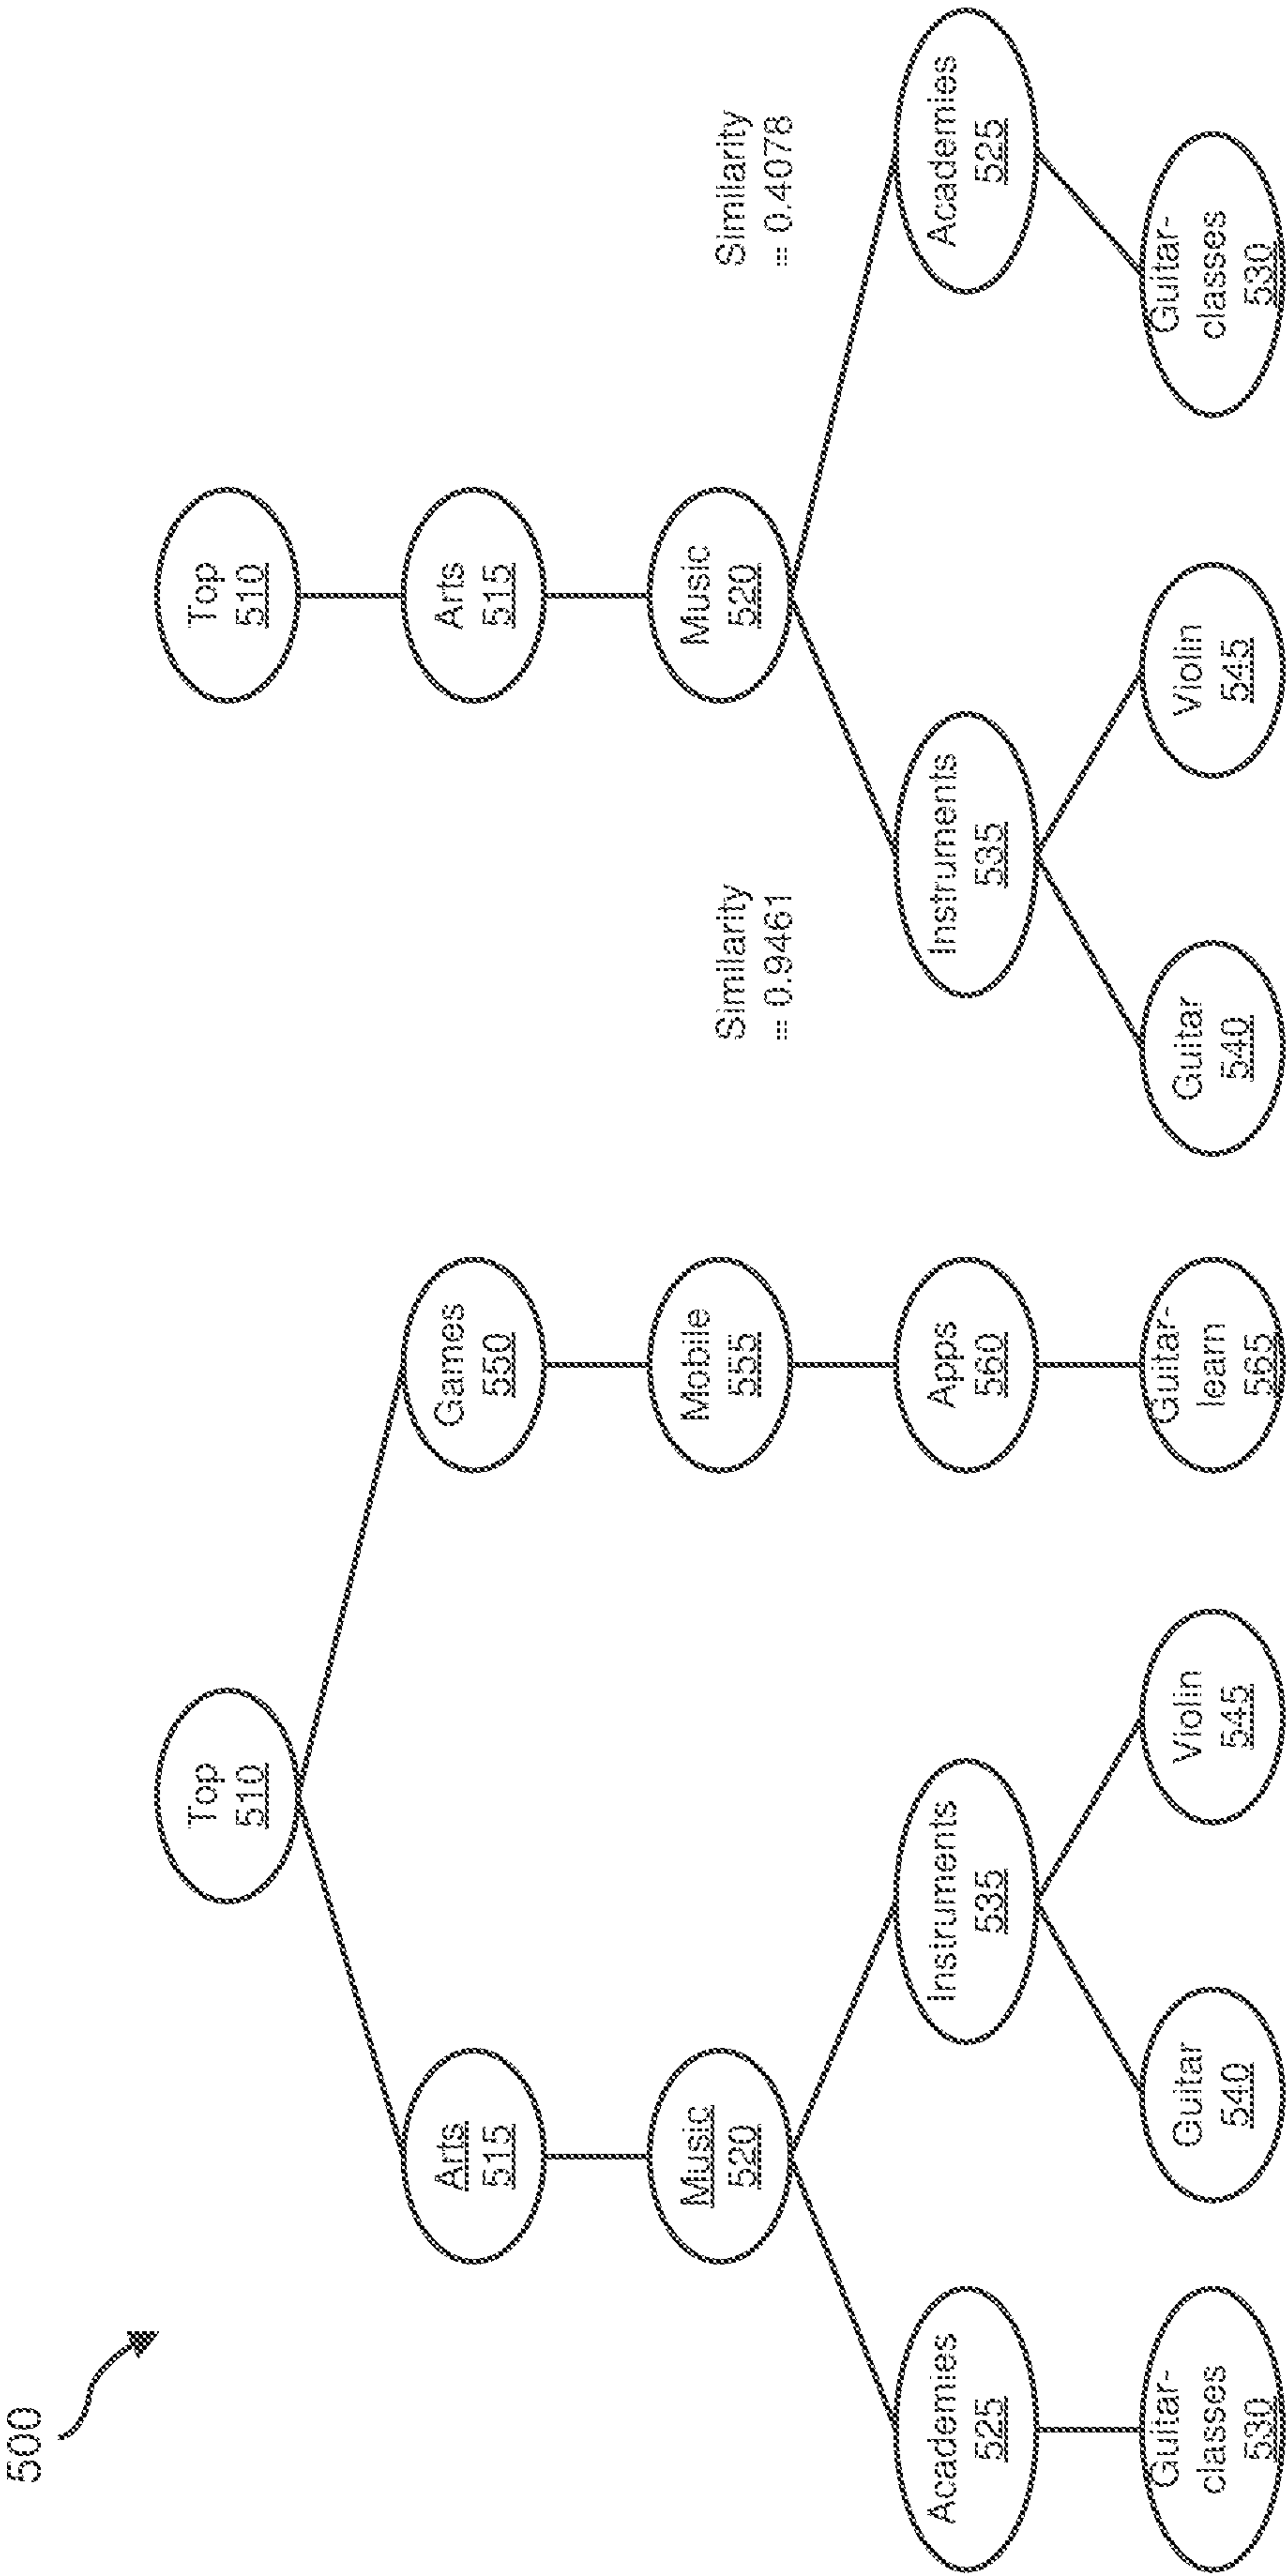 500
Top
510
Arts
515
Games
550
Music
520
Mobile
555
Academies
525
Instruments
535
Apps
560
Guitar-
classes
530
Guitar
540
Violin
545
Guitar-
learn
565
Top
510
Arts
515
Music
520
Similarity
= 0.9461
Similarity
= 0.4078
Instruments
535
Academies
525
Guitar
540
Violin
545
Guitar-
classes
530